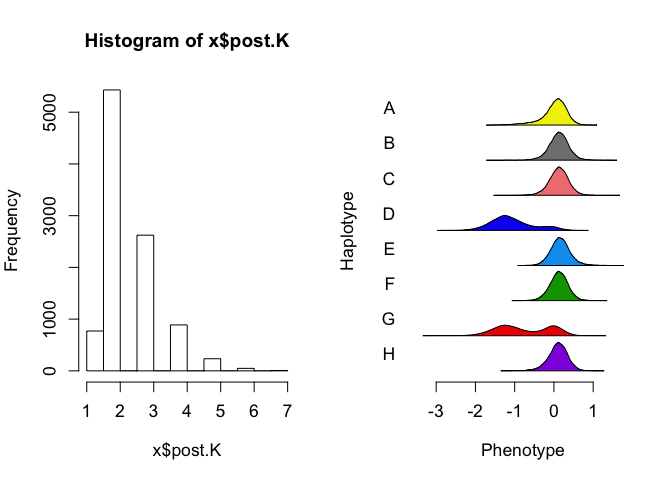 Histogram of x$post.K
Frequency
0
1000
3000
5000
1 2 3 4 5 6 7
x$post.K
Haplotype
A
B
C
D
E
F
G
H
-3 -2 -1 0 1
Phenotype